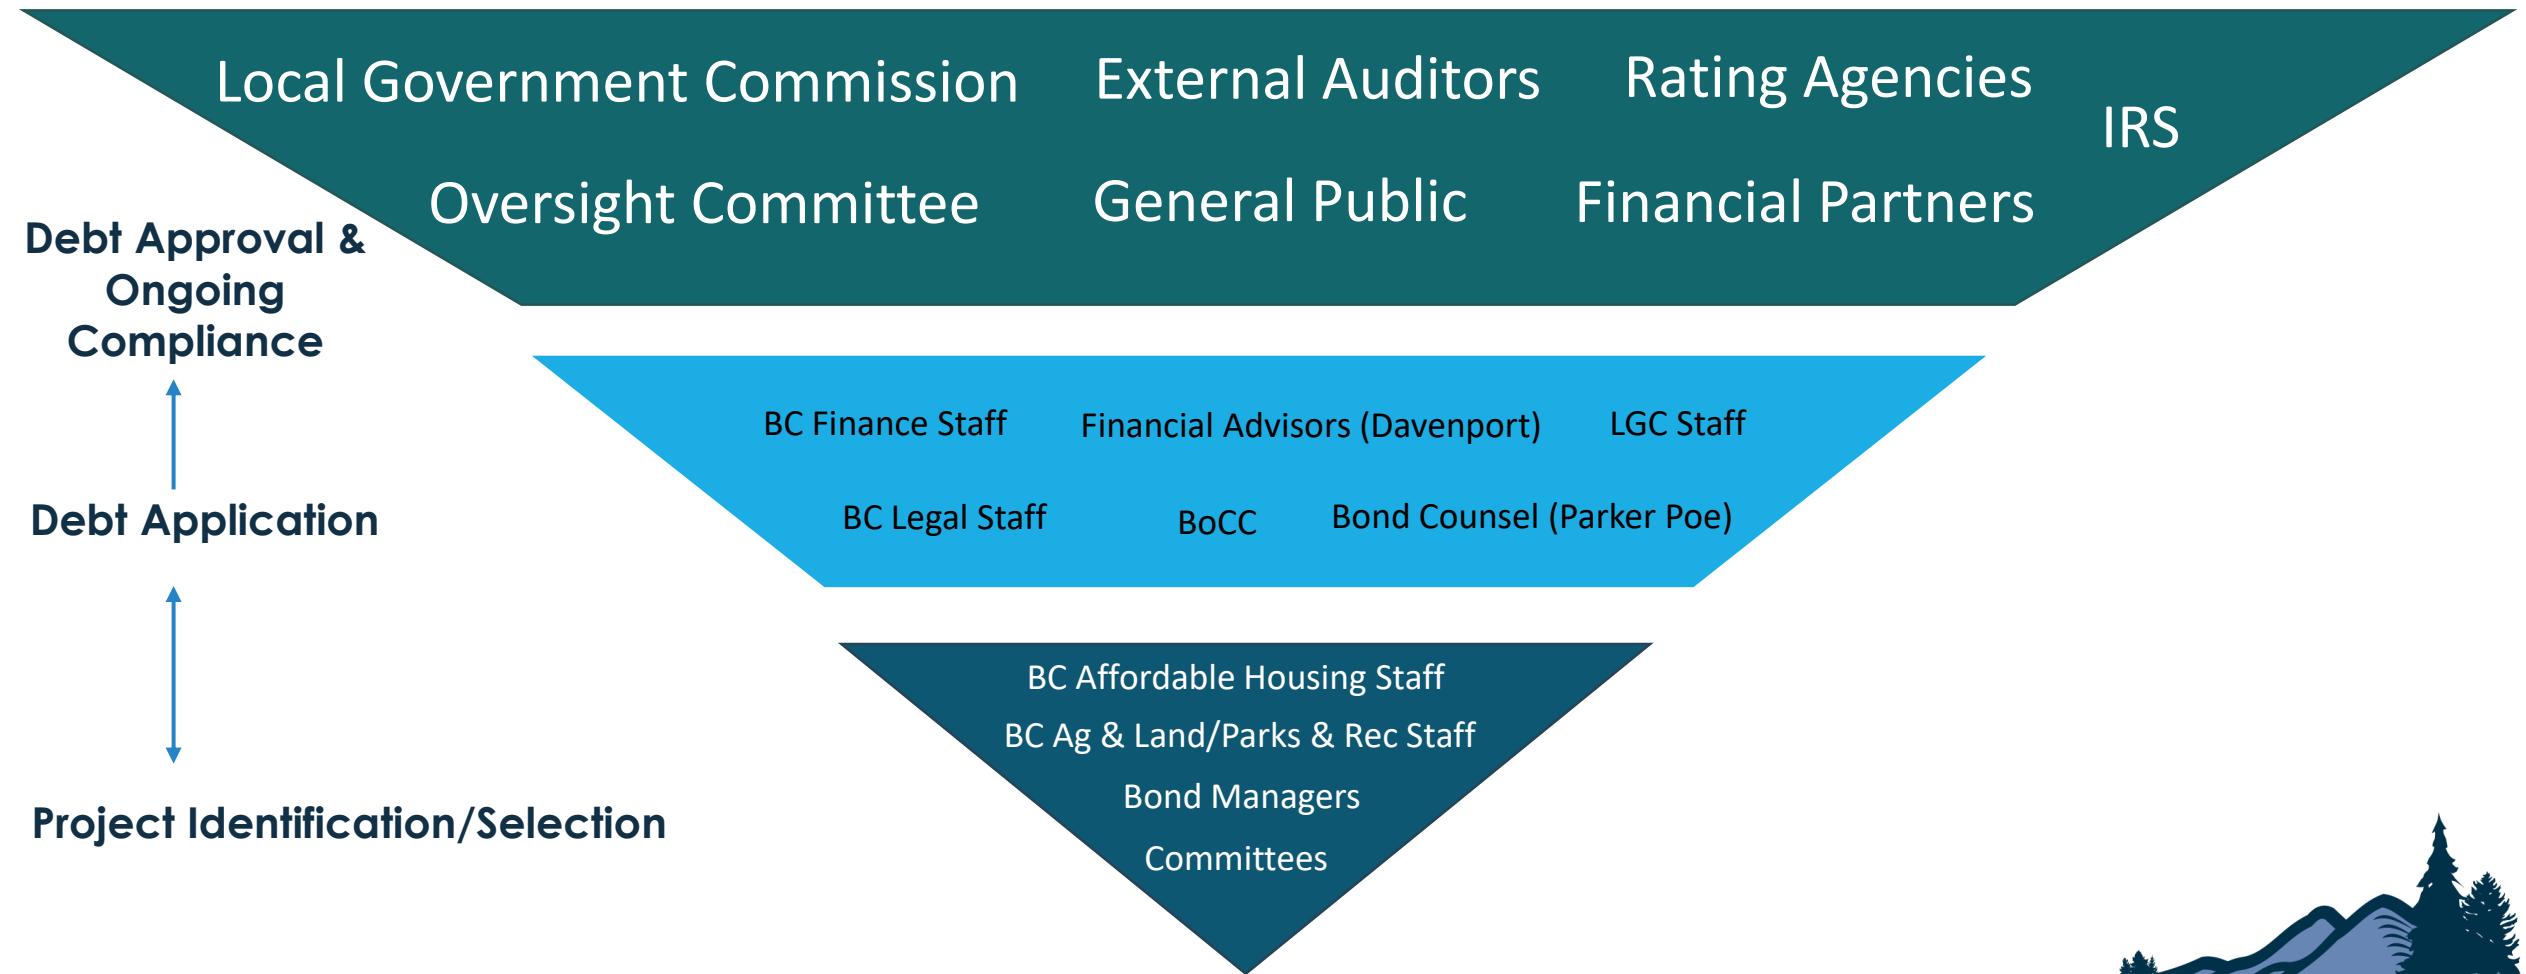 Local Government Commission
External Auditors
Rating Agencies
IRS
Oversight Committee
General Public
Financial Partners
Debt Approval &
Ongoing
Compliance
BC Finance Staff
Financial Advisors (Davenport)
LGC Staff
Debt Application
BC Legal Staff
BoCC
Bond Counsel (Parker Poe)
BC Affordable Housing Staff
BC Ag & Land/Parks & Rec Staff
Bond Managers
Committees
Project Identification/Selection